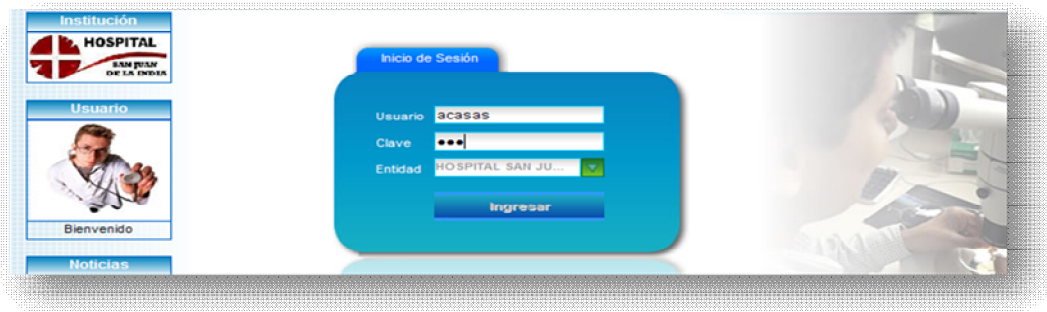 Institución
HOSPITAL
SAN JUAN
DE LA INDIA
Usuario
Bienvenido
Noticias
Inicio de Sesión
Usuario acasas
Clave •••
Entidad HOSPITAL SAN JU...
Ingresar